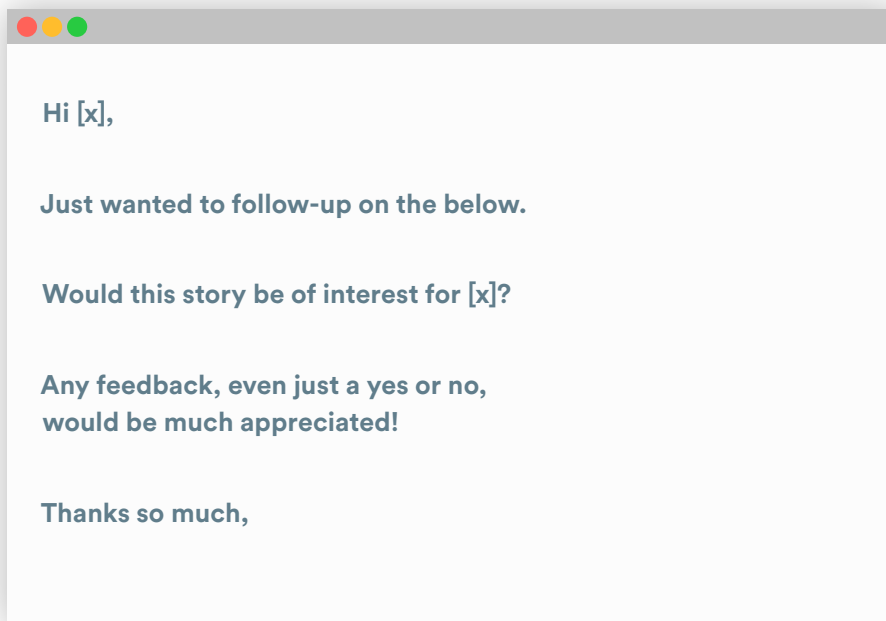 Hi [x],
Just wanted to follow-up on the below.
Would this story be of interest for [x]?
Any feedback, even just a yes or no,
would be much appreciated!
Thanks so much,